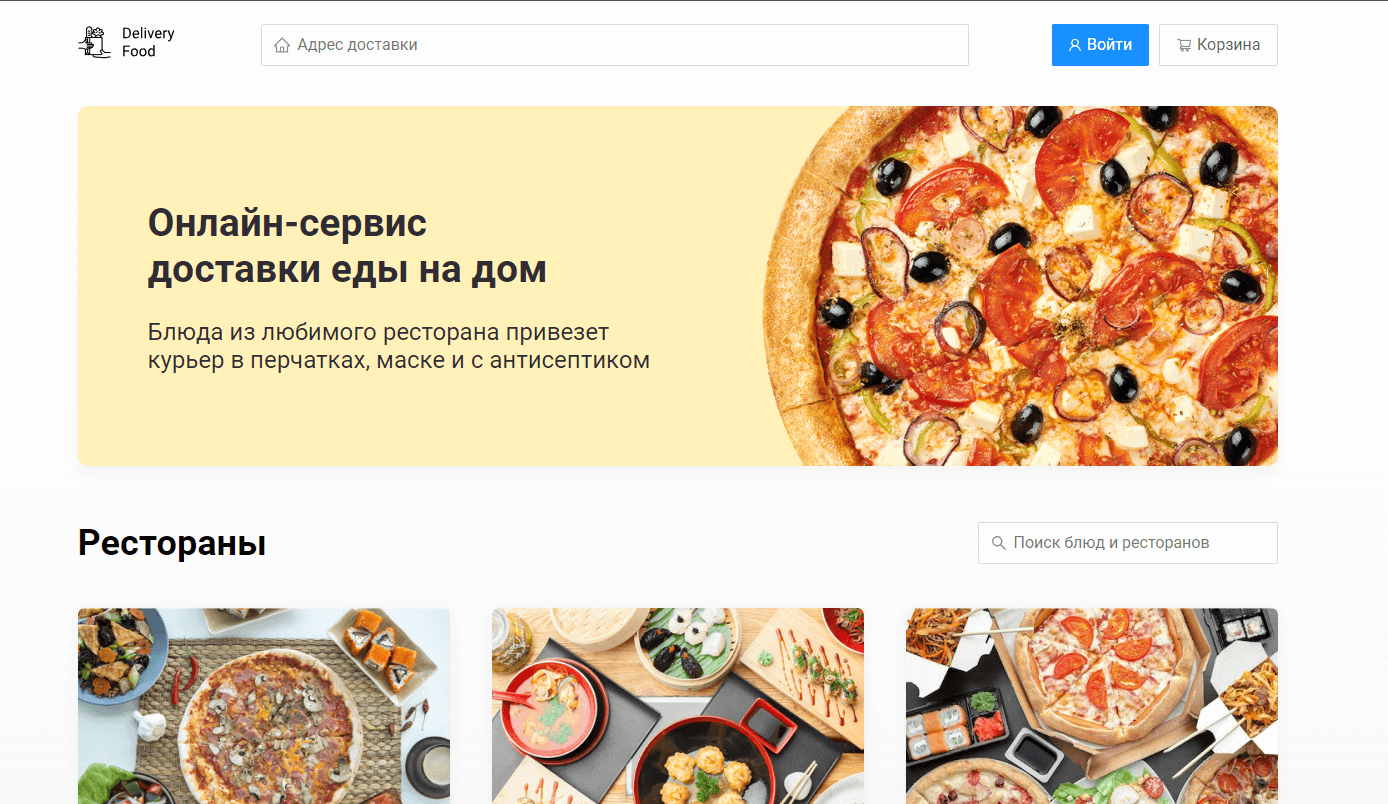 Delivery
Food
Адрес доставки
Войти
Корзина
Онлайн-сервис
доставки еды на дом
Блюда из любимого ресторана привезет
курьер в перчатках, маске и с антисептиком
Рестораны
Поиск блюд и ресторанов